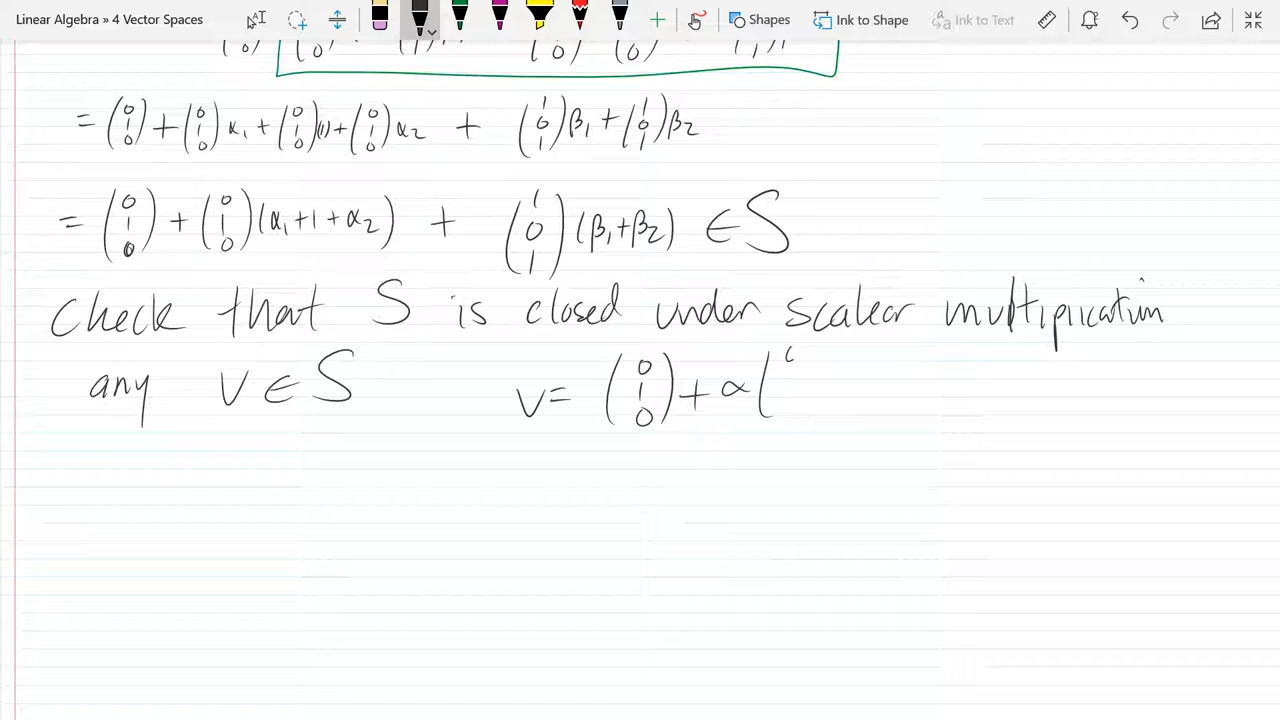 Linear Algebra » 4 Vector Spaces Shapes Ink to Shape Ink to Text
= (0 1 0) + (0 1 0) α₁ + (0 1 0)(1) + (0 1 0) α₂ + (1 0 1) β₁ + (1 0 1) β₂
= (0 1 0) + (0 1 0) (α₁ + 1 + α₂) + (1 0 1) (β₁+β₂) ∈ S
Check that S is closed under scalar multiplication
any v ∈ S v = (0 1 0) + α (